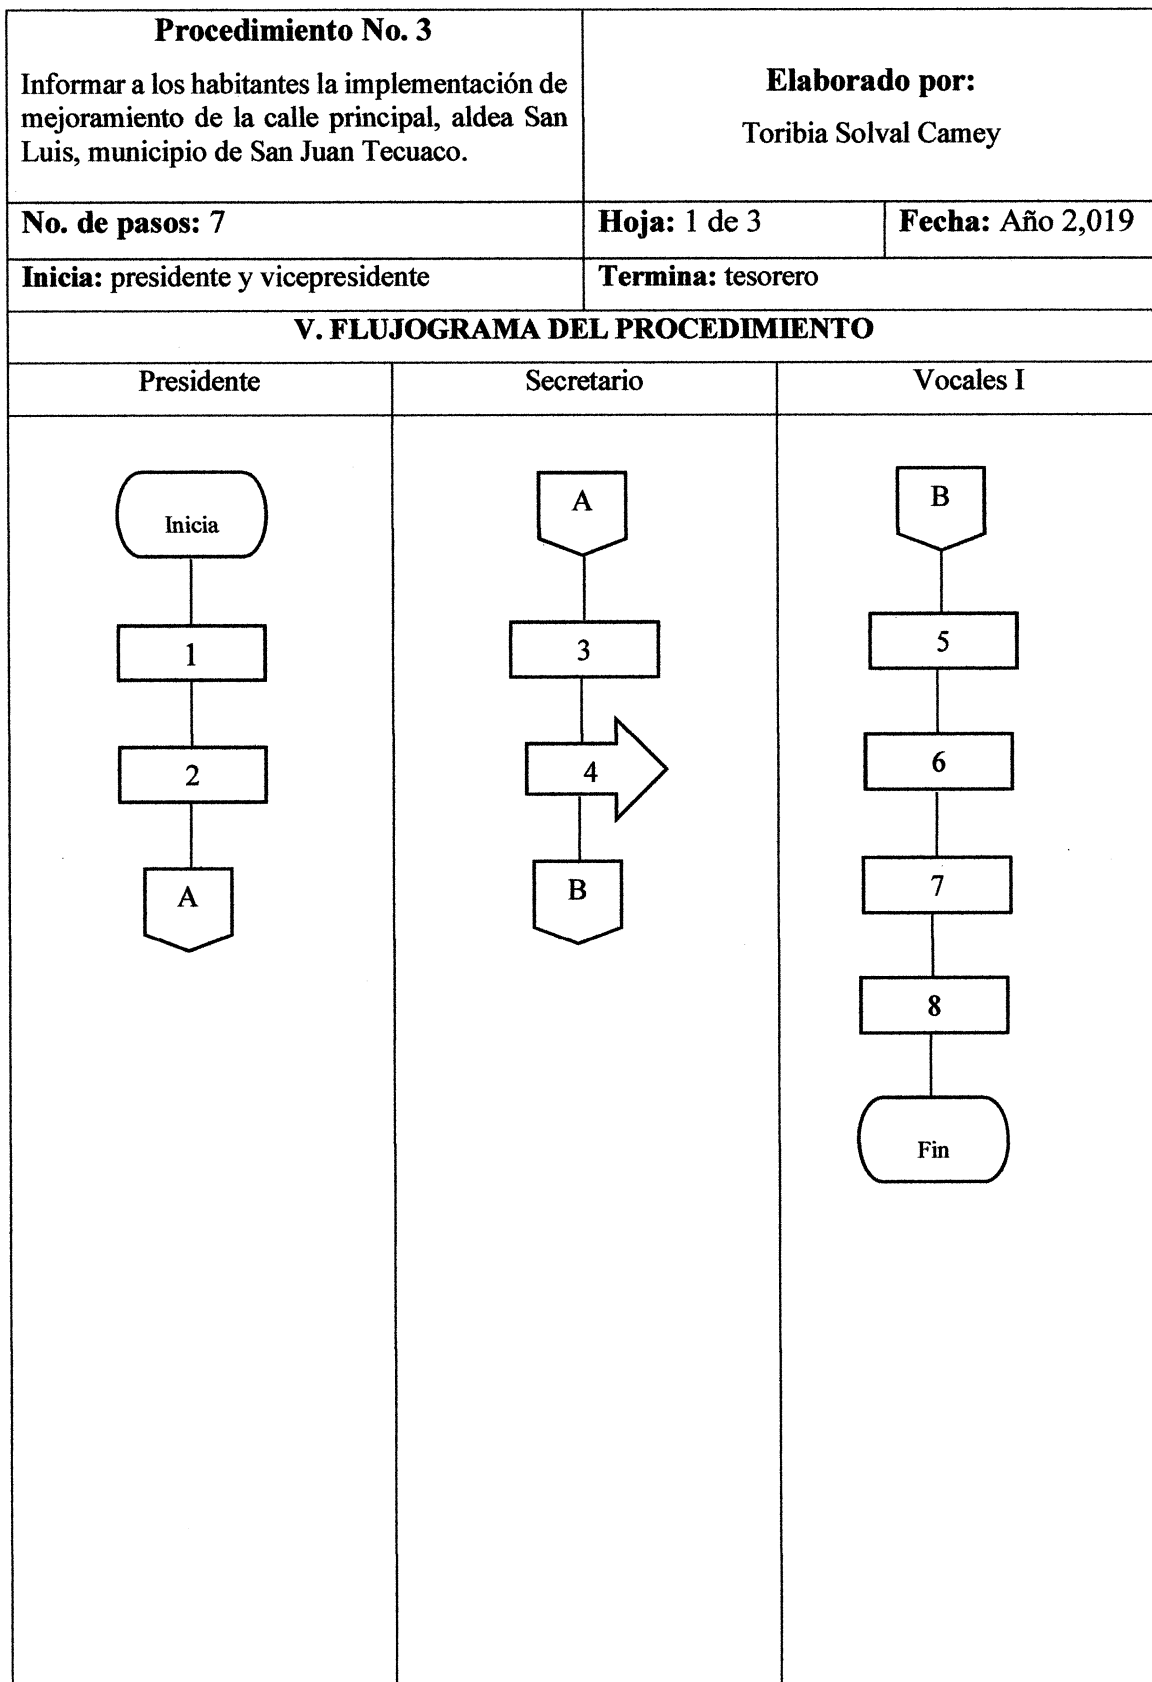 Procedimiento No. 3
Informar a los habitantes la implementación de
mejoramiento de la calle principal, aldea San
Luis, municipio de San Juan Tecuaco.
Elaborado por:
Toribia Solval Camey
No. de pasos: 7
Hoja: 1 de 3
Fecha: Año 2,019
Inicia: presidente y vicepresidente
Termina: tesorero
V. FLUJOGRAMA DEL PROCEDIMIENTO
Presidente
Secretario
Vocales I
Inicia
1
2
A
A
3
4
B
B
5
6
7
8
Fin